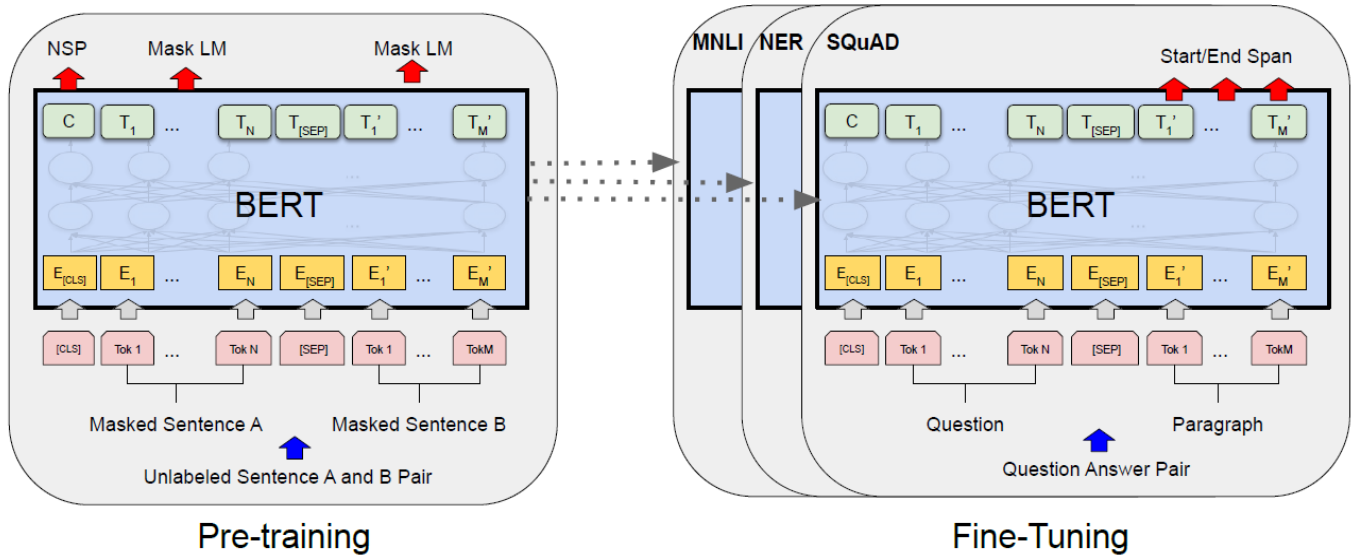 NSP Mask LM Mask LM
C T1 ... TN T[SEP] T1' ... TM'
...
BERT
...
E[CLS] E1 ... EN E[SEP] E1' ... EM'
[CLS] Tok 1 ... Tok N [SEP] Tok 1 ... TokM
Masked Sentence A Masked Sentence B
Unlabeled Sentence A and B Pair
Pre-training
MNLI NER SQuAD
Start/End Span
C T1 ... TN T[SEP] T1' ... TM'
...
BERT
...
E[CLS] E1 ... EN E[SEP] E1' ... EM'
[CLS] Tok 1 ... Tok N [SEP] Tok 1 ... TokM
Question Paragraph
Question Answer Pair
Fine-Tuning